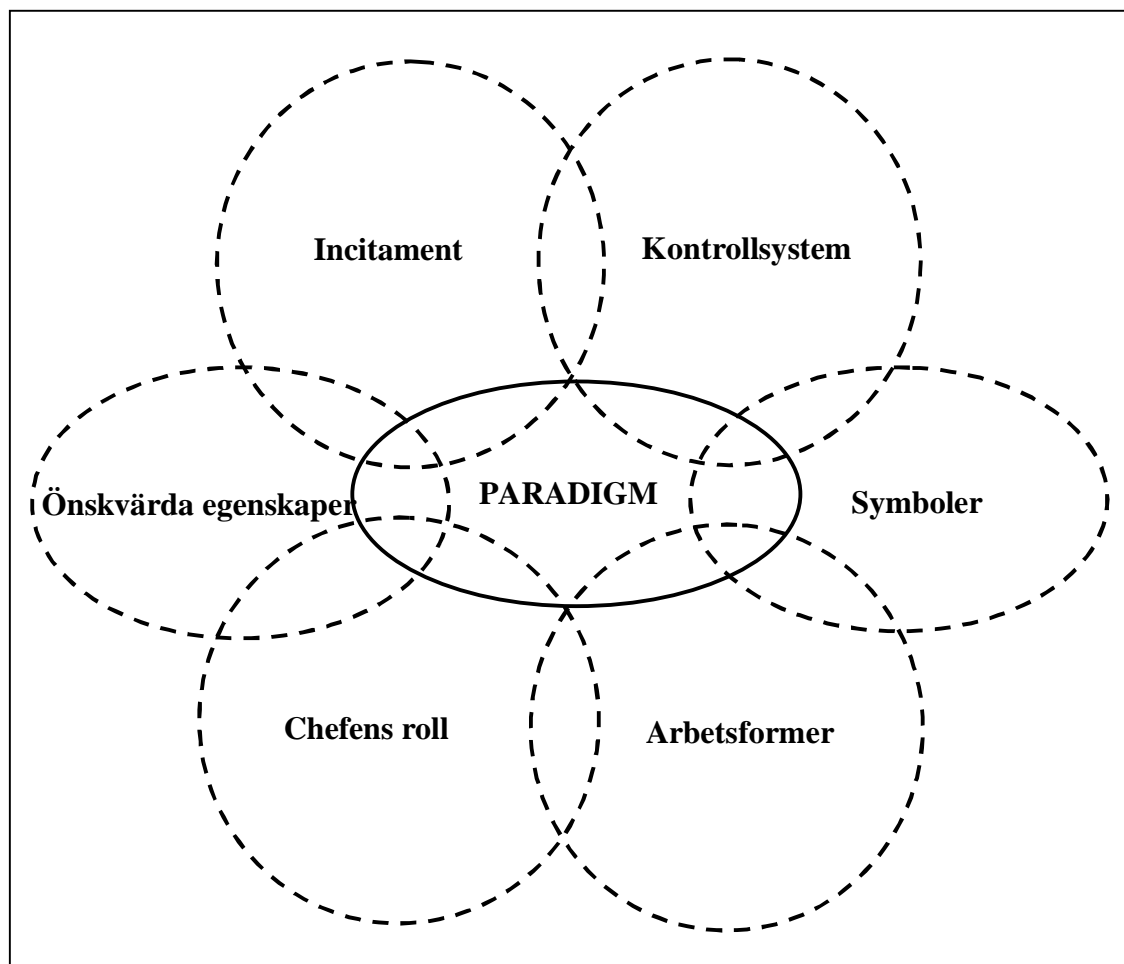 Incitament
Kontrollsystem
Önskvärda egenskaper
PARADIGM
Symboler
Chefens roll
Arbetsformer